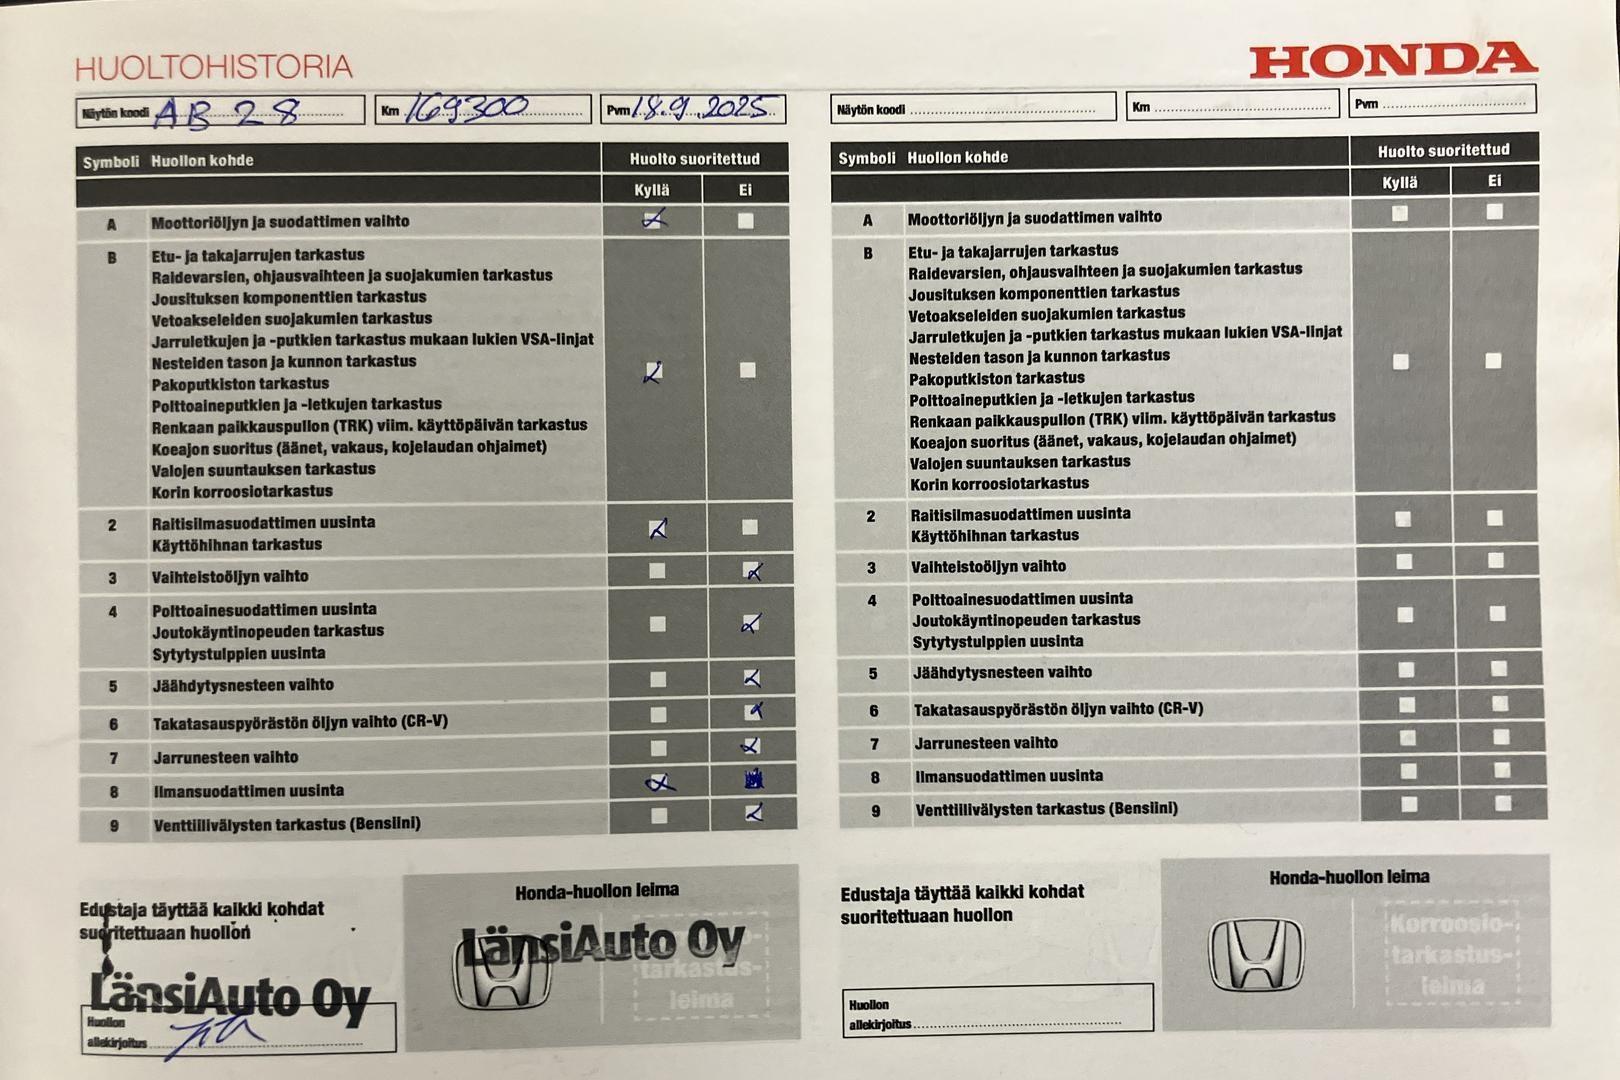 HUOLTOHISTORIA
HONDA
Näytön koodi AB 28
Km 169300
Pvm 18.9.2025
Symboli Huollon kohde Huolto suoritettud
Kyllä Ei
A Moottoriöljyn ja suodattimen vaihto
B Etu- ja takajarrujen tarkastus
Raidevarsien, ohjausvaihteen ja suojakumien tarkastus
Jousituksen komponenttien tarkastus
Vetoakseleiden suojakumien tarkastus
Jarruletkujen ja -putkien tarkastus mukaan lukien VSA-linjat
Nesteiden tason ja kunnon tarkastus
Pakoputkiston tarkastus
Polttoaineputkien ja -letkujen tarkastus
Renkaan paikkauspullon (TRK) viim. käyttöpäivän tarkastus
Koeajon suoritus (äänet, vakaus, kojelaudan ohjaimet)
Valojen suuntauksen tarkastus
Korin korroosiotarkastus
2 Raitisilmasuodattimen uusinta
Käyttöhihnan tarkastus
3 Vaihteistoöljyn vaihto
4 Polttoainesuodattimen uusinta
Joutokäyntinopeuden tarkastus
Sytytystulppien uusinta
5 Jäähdytysnesteen vaihto
6 Takatasauspyörästön öljyn vaihto (CR-V)
7 Jarrunesteen vaihto
8 Ilmansuodattimen uusinta
9 Venttiilivälysten tarkastus (Bensiini)
Edustaja täyttää kaikki kohdat
suoritettuaan huollon
LänsiAuto Oy
Huollon
allekirjoitus
Honda-huollon leima
LänsiAuto Oy
tarkastus-
leima
Näytön koodi
Km
Pvm
Symboli Huollon kohde Huolto suoritettud
Kyllä Ei
A Moottoriöljyn ja suodattimen vaihto
B Etu- ja takajarrujen tarkastus
Raidevarsien, ohjausvaihteen ja suojakumien tarkastus
Jousituksen komponenttien tarkastus
Vetoakseleiden suojakumien tarkastus
Jarruletkujen ja -putkien tarkastus mukaan lukien VSA-linjat
Nesteiden tason ja kunnon tarkastus
Pakoputkiston tarkastus
Polttoaineputkien ja -letkujen tarkastus
Renkaan paikkauspullon (TRK) viim. käyttöpäivän tarkastus
Koeajon suoritus (äänet, vakaus, kojelaudan ohjaimet)
Valojen suuntauksen tarkastus
Korin korroosiotarkastus
2 Raitisilmasuodattimen uusinta
Käyttöhihnan tarkastus
3 Vaihteistoöljyn vaihto
4 Polttoainesuodattimen uusinta
Joutokäyntinopeuden tarkastus
Sytytystulppien uusinta
5 Jäähdytysnesteen vaihto
6 Takatasauspyörästön öljyn vaihto (CR-V)
7 Jarrunesteen vaihto
8 Ilmansuodattimen uusinta
9 Venttiilivälysten tarkastus (Bensiini)
Edustaja täyttää kaikki kohdat
suoritettuaan huollon
Huollon
allekirjoitus
Honda-huollon leima
Korroosio-
tarkastus-
leima